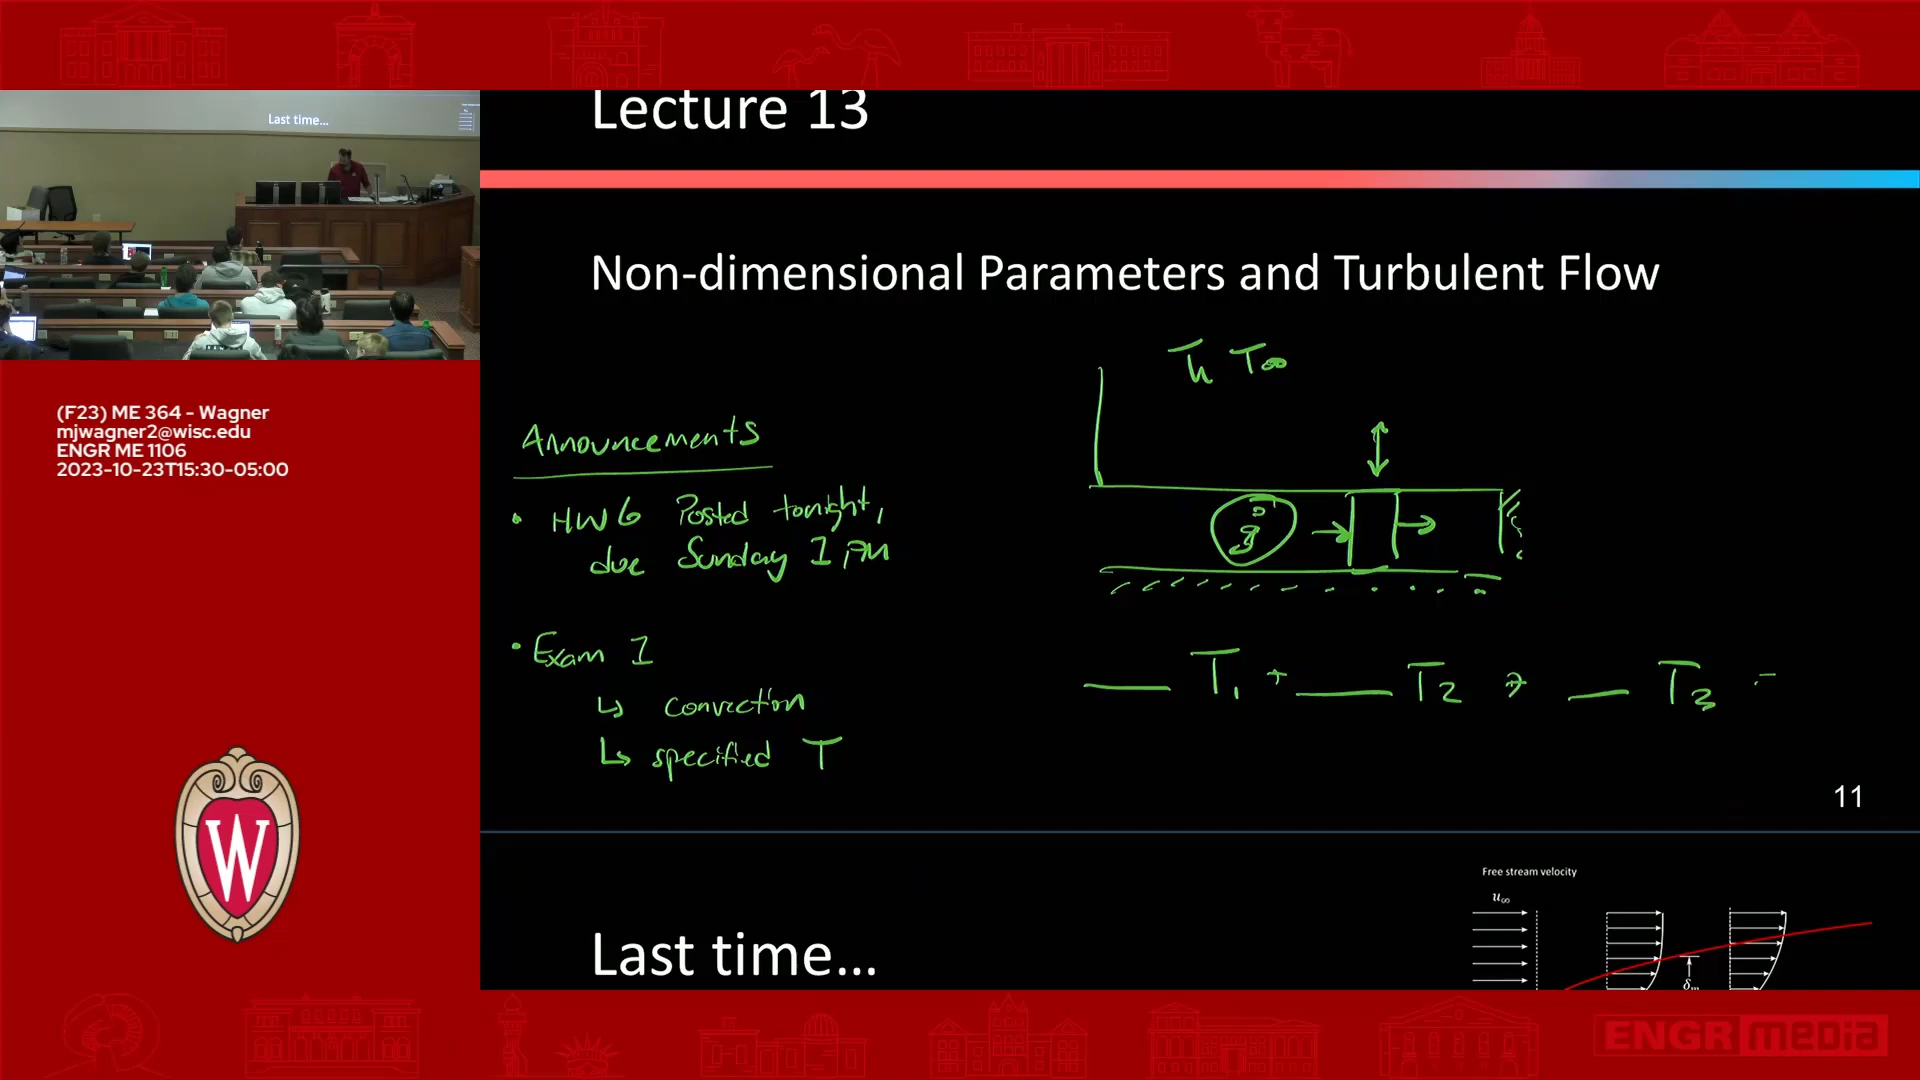 Last time...
(F23) ME 364 - Wagner
mjwagner2@wisc.edu
ENGR ME 1106
2023-10-23T15:30-05:00
W
Lecture 13
Non-dimensional Parameters and Turbulent Flow
Announcements
• HW6 Posted tonight,
due Sunday 1 PM
• Exam 1
↳ convection
↳ specified T
h T∞
T1 + T2 + T3 =
11
Last time...
Free stream velocity
u∞
δm
ENGR media